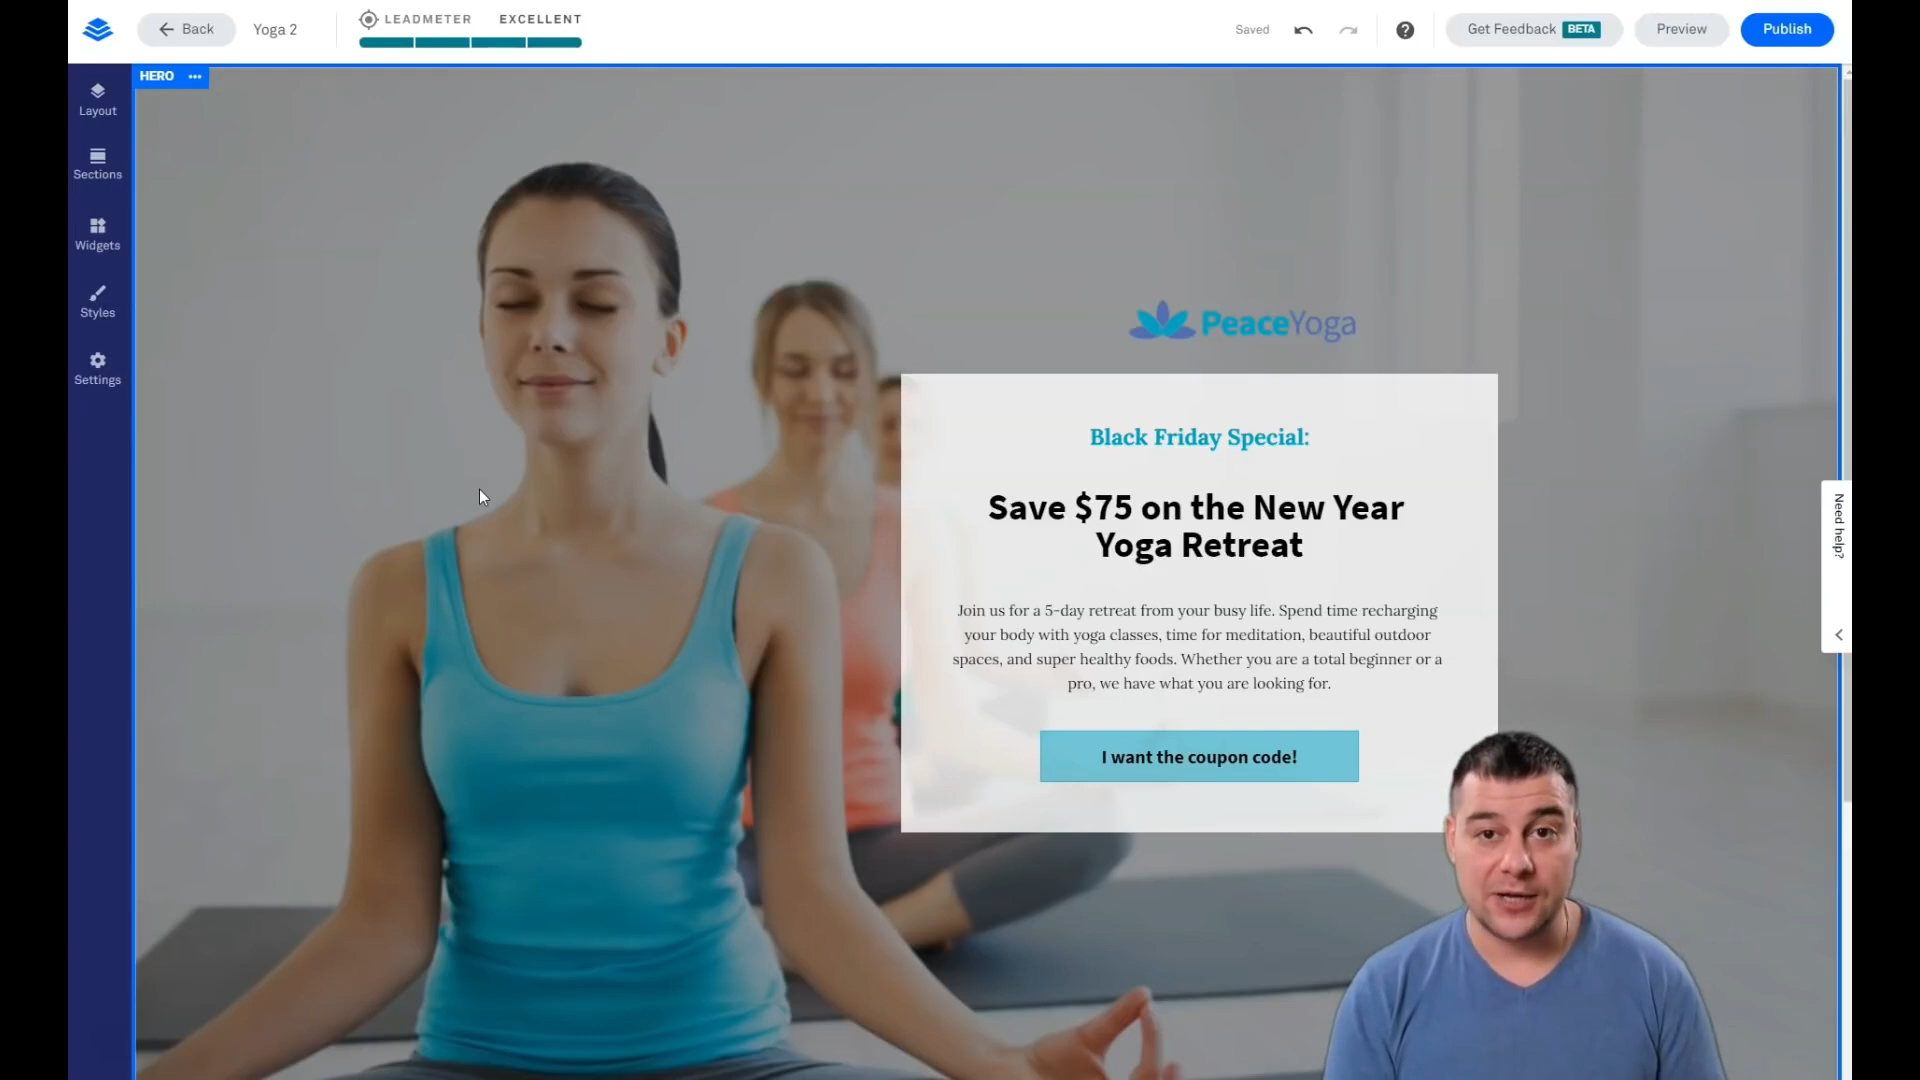 Back
Yoga 2
LEADMETER
EXCELLENT
Saved
?
Get Feedback BETA
Preview
Publish
HERO ...
Layout
Sections
Widgets
Styles
Settings
PeaceYoga
Black Friday Special:
Save $75 on the New Year
Yoga Retreat
Join us for a 5-day retreat from your busy life. Spend time recharging
your body with yoga classes, time for meditation, beautiful outdoor
spaces, and super healthy foods. Whether you are a total beginner or a
pro, we have what you are looking for.
I want the coupon code!
Need help?